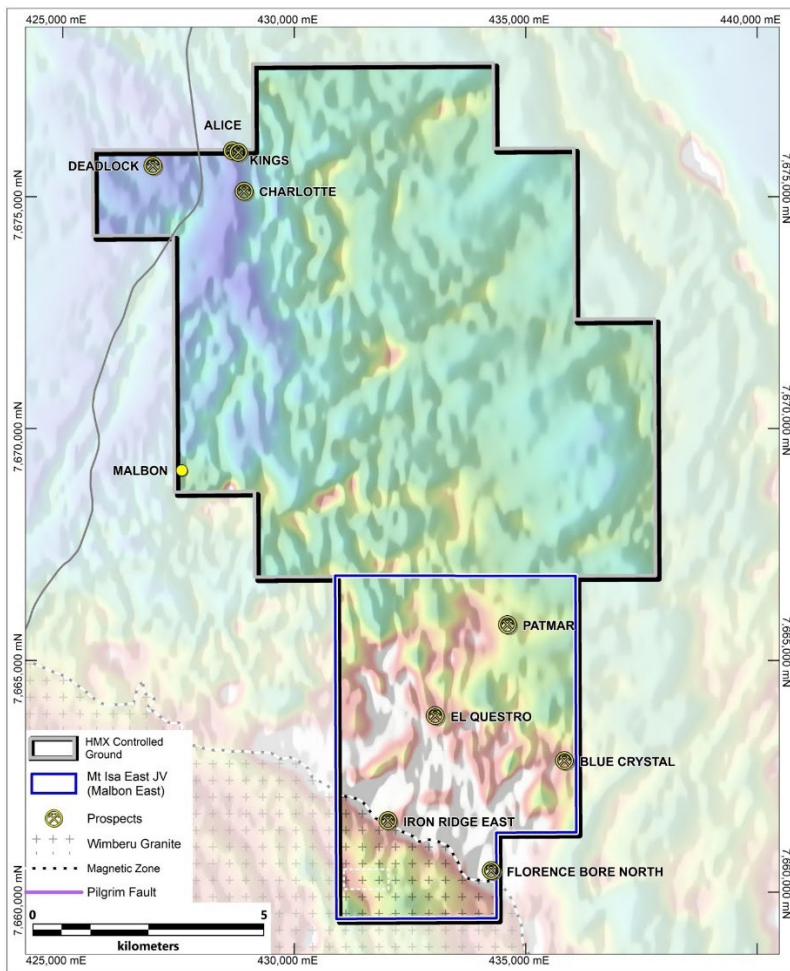 425,000 mE
430,000 mE
435,000 mE
440,000 mE
ALICE
KINGS
DEADLOCK
CHARLOTTE
7,675,000 mN
7,675,000 mN
7,670,000 mN
7,670,000 mN
MALBON
PATMAR
7,665,000 mN
7,665,000 mN
EL QUESTRO
BLUE CRYSTAL
IRON RIDGE EAST
FLORENCE BORE NORTH
7,660,000 mN
7,660,000 mN
HMX Controlled
Ground
Mt Isa East JV
(Malbon East)
Prospects
Wimberu Granite
Magnetic Zone
Pilgrim Fault
0
5
kilometers
425,000 mE
430,000 mE
435,000 mE
440,000 mE